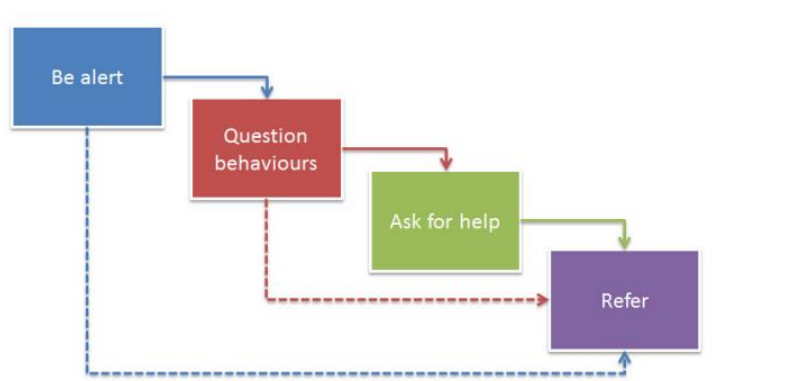 Be alert
Question
behaviours
Ask for help
Refer